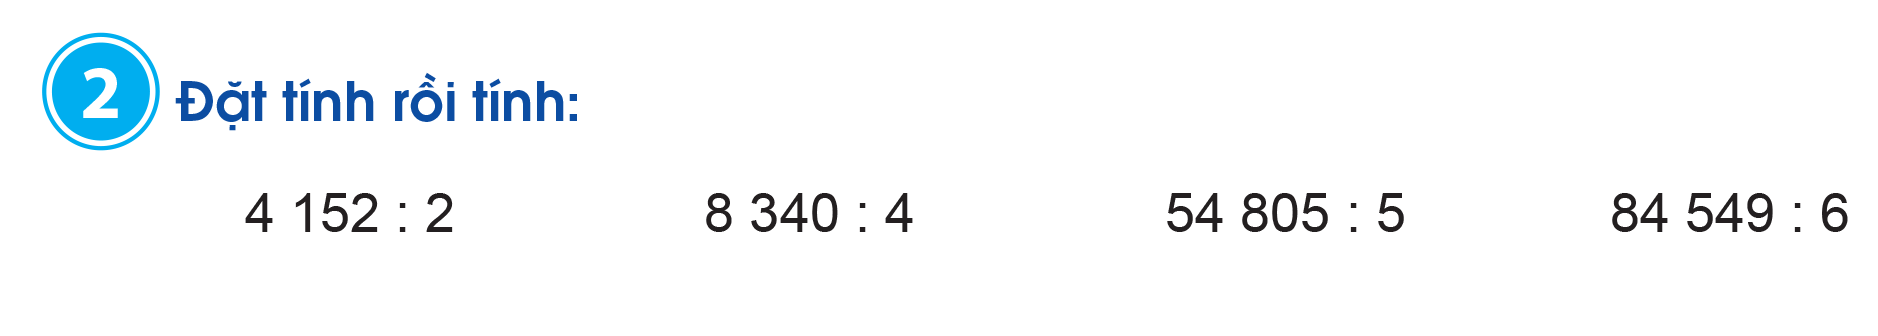 2 Đặt tính rồi tính:
4 152 : 2 8 340 : 4 54 805 : 5 84 549 : 6